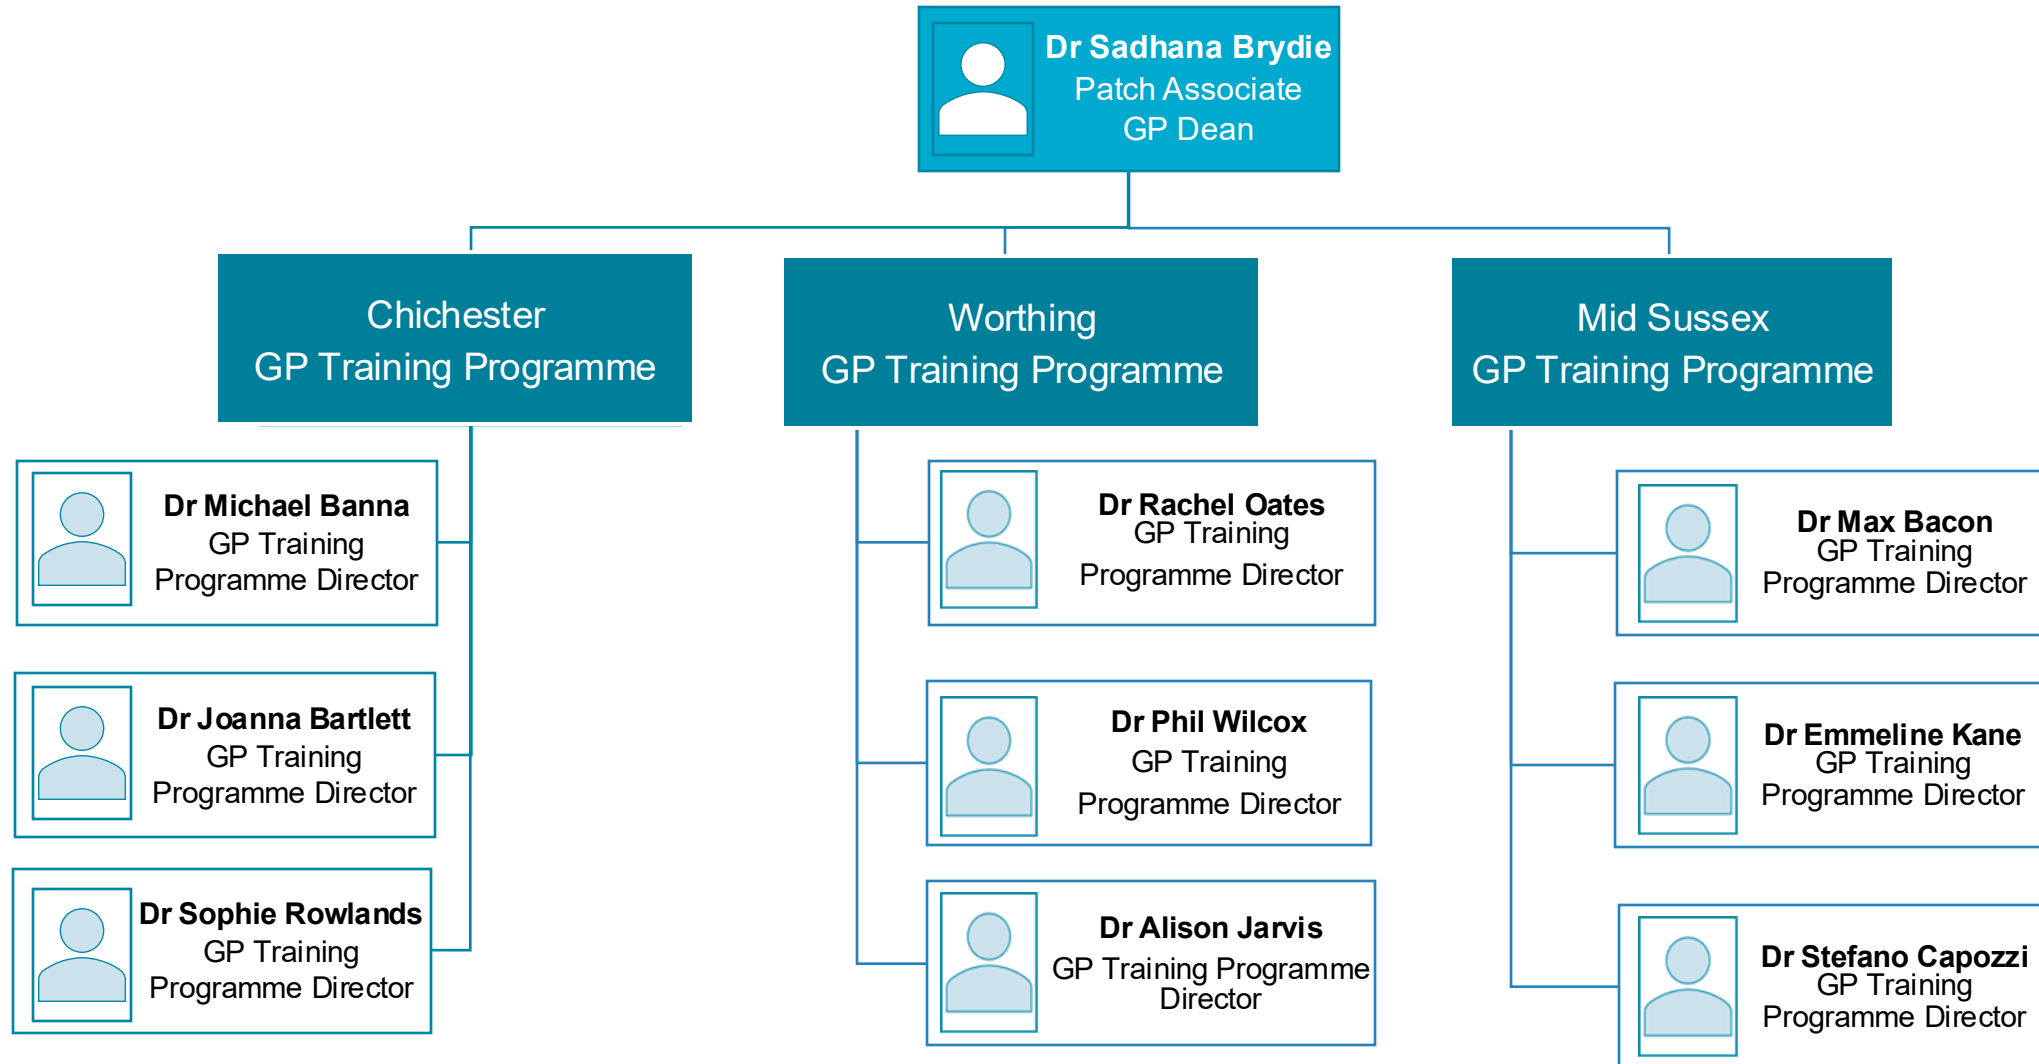 Dr Sadhana Brydie
Patch Associate
GP Dean
Chichester
GP Training Programme
Worthing
GP Training Programme
Mid Sussex
GP Training Programme
Dr Michael Banna
GP Training
Programme Director
Dr Joanna Bartlett
GP Training
Programme Director
Dr Sophie Rowlands
GP Training
Programme Director
Dr Rachel Oates
GP Training
Programme Director
Dr Phil Wilcox
GP Training
Programme Director
Dr Alison Jarvis
GP Training Programme
Director
Dr Max Bacon
GP Training
Programme Director
Dr Emmeline Kane
GP Training
Programme Director
Dr Stefano Capozzi
GP Training
Programme Director